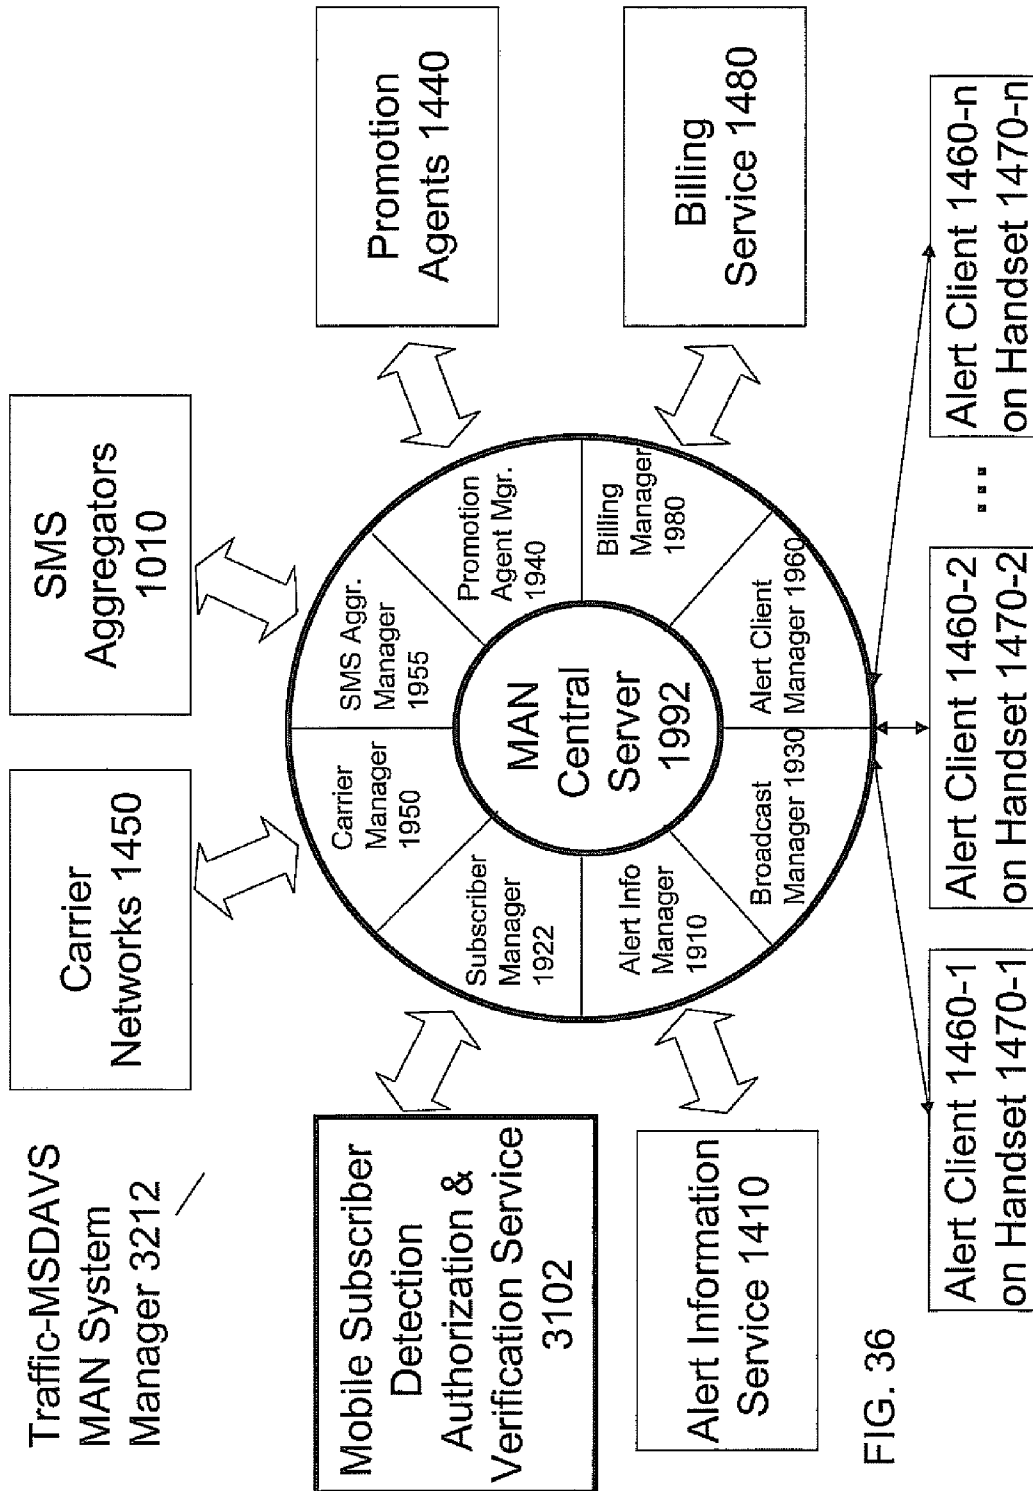 Traffic-MSDAVS
MAN System
Manager 3212
Carrier
Networks 1450
SMS
Aggregators
1010
Mobile Subscriber
Detection
Authorization &
Verification Service
3102
Promotion
Agents 1440
Carrier
Manager
1950
SMS Aggr.
Manager
1955
Subscriber
Manager
1922
Promotion
Agent Mgr.
1940
MAN
Central
Server
1992
Alert Info
Manager
1910
Billing
Manager
1980
Broadcast
Manager 1930
Alert Client
Manager 1960
Alert Information
Service 1410
Billing
Service 1480
FIG. 36
Alert Client 1460-1
on Handset 1470-1
Alert Client 1460-2
on Handset 1470-2
...
Alert Client 1460-n
on Handset 1470-n